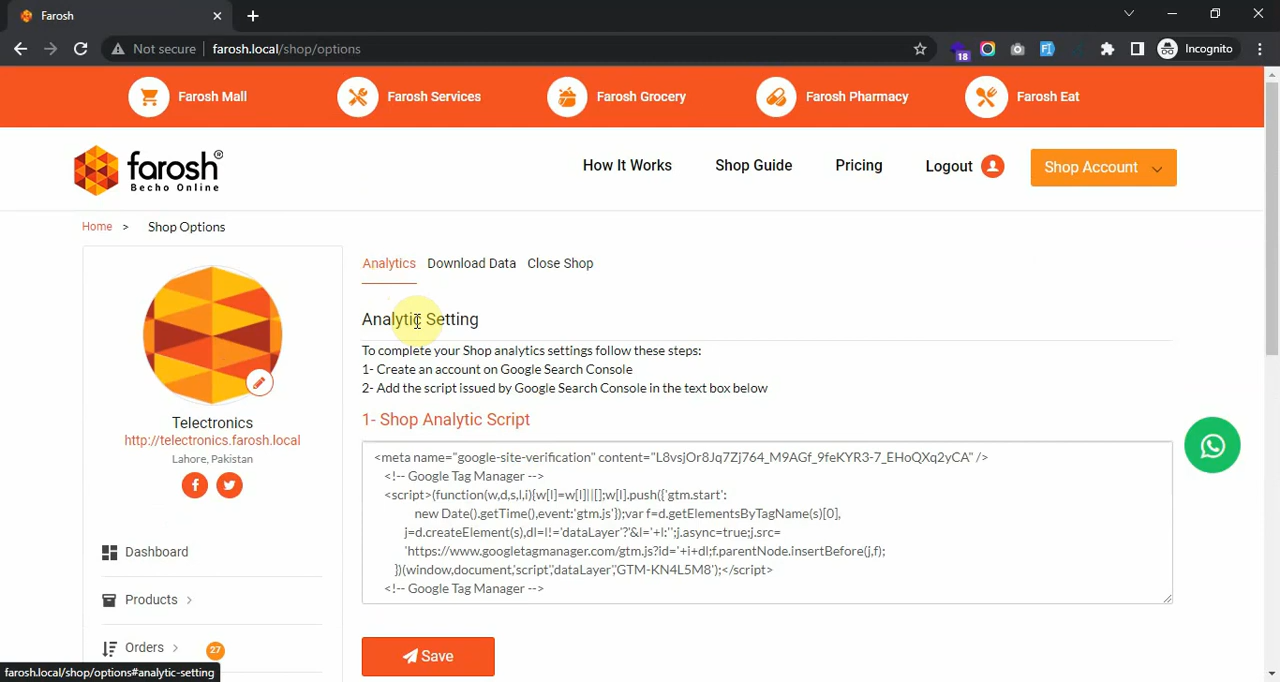 Farosh
Not secure farosh.local/shop/options
18
Incognito
Farosh Mall Farosh Services Farosh Grocery Farosh Pharmacy Farosh Eat
farosh®
Becho Online
How It Works Shop Guide Pricing Logout Shop Account
Home > Shop Options
Telectronics
http://telectronics.farosh.local
Lahore, Pakistan
Dashboard
Products >
Orders > 27
Analytics Download Data Close Shop
Analytic Setting
To complete your Shop analytics settings follow these steps:
1- Create an account on Google Search Console
2- Add the script issued by Google Search Console in the text box below
1- Shop Analytic Script
<meta name="google-site-verification" content="L8vsjOr8Jq7Zj764_M9AGf_9feKYR3-7_EHoQXq2yCA" />
<!-- Google Tag Manager -->
<script>(function(w,d,s,l,i){w[l]=w[l]||[];w[l].push({'gtm.start':
new Date().getTime(),event:'gtm.js'});var f=d.getElementsByTagName(s)[0],
j=d.createElement(s),dl=l!='dataLayer'?'&l='+l:'';j.async=true;j.src=
'https://www.googletagmanager.com/gtm.js?id='+i+dl;f.parentNode.insertBefore(j,f);
})(window,document,'script','dataLayer','GTM-KN4L5M8');</script>
<!-- Google Tag Manager -->
Save
farosh.local/shop/options#analytic-setting